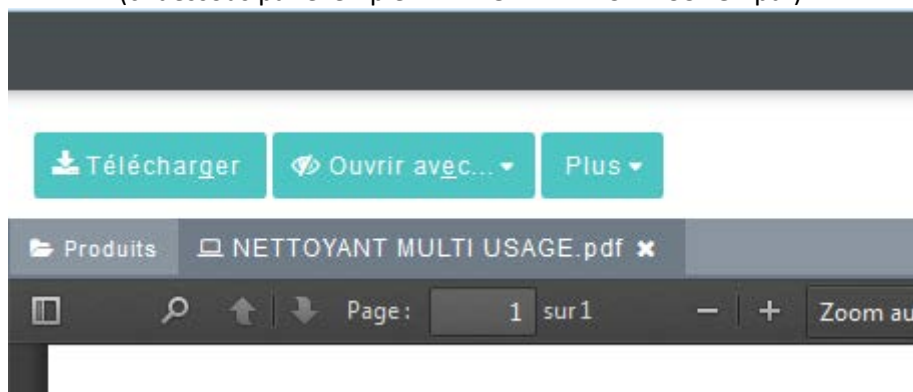 Télécharger Ouvrir avec... Plus
Produits NETTOYANT MULTI USAGE.pdf
Page: 1 sur 1 Zoom au